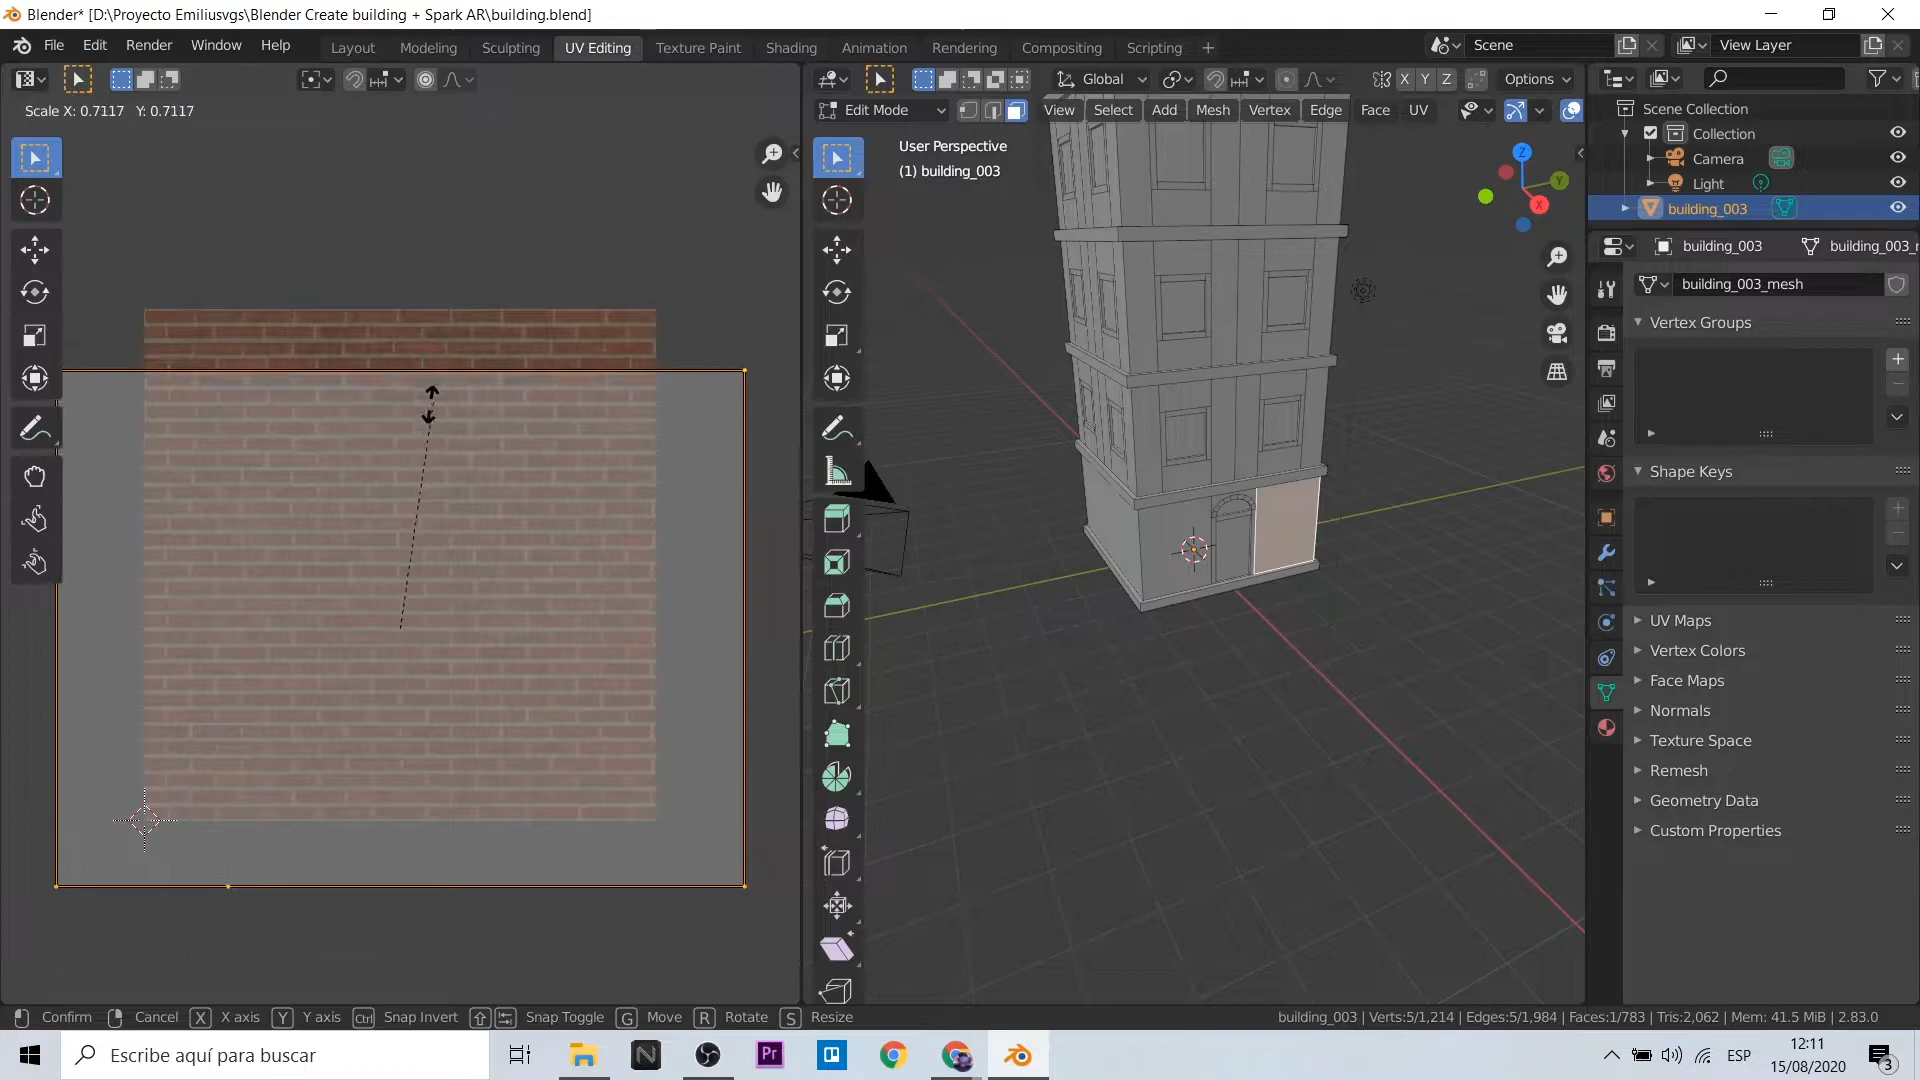 Blender* [D:\Proyecto Emiliusvgs\Blender Create building + Spark AR\building.blend]
File Edit Render Window Help Layout Modeling Sculpting UV Editing Texture Paint Shading Animation Rendering Compositing Scripting + Scene View Layer
Global X Y Z Options
Scale X: 0.7117 Y: 0.7117
Edit Mode View Select Add Mesh Vertex Edge Face UV
Scene Collection
Collection
Camera
Light
building_003
User Perspective
(1) building_003
Z
Y
X
building_003 building_003_r
building_003_mesh
Vertex Groups
Shape Keys
UV Maps
Vertex Colors
Face Maps
Normals
Texture Space
Remesh
Geometry Data
Custom Properties
Confirm Cancel X X axis Y Y axis Ctrl Snap Invert Snap Toggle G Move R Rotate S Resize building_003 | Verts:5/1,214 | Edges:5/1,984 | Faces:1/783 | Tris:2,062 | Mem: 41.5 MiB | 2.83.0
Escribe aquí para buscar
N
Pr
ESP
12:11
15/08/2020
3